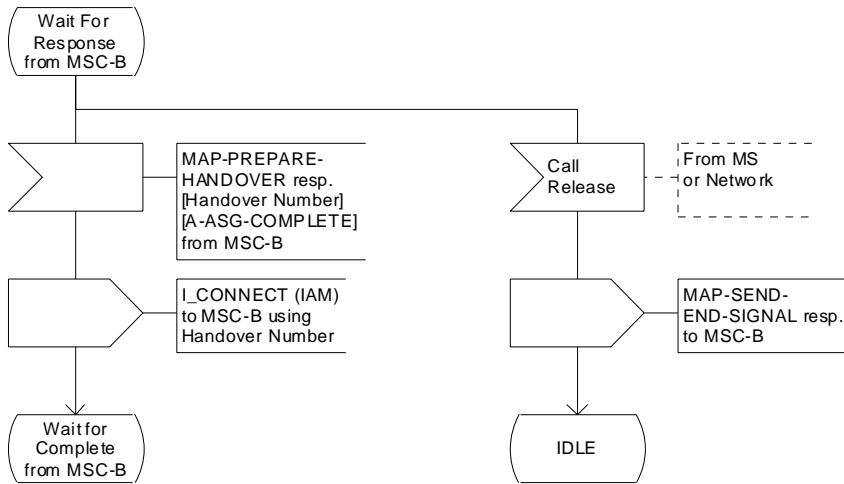 Wait For
Response
from MSC-B
MAP-PREPARE-
HANDOVER resp.
[Handover Number]
[A-ASG-COMPLETE]
from MSC-B
Call
Release
From MS
or Network
I_CONNECT (IAM)
to MSC-B using
Handover Number
MAP-SEND-
END-SIGNAL resp.
to MSC-B
Wait for
Complete
from MSC-B
IDLE